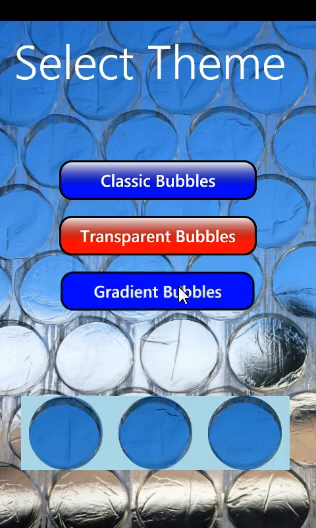 Select Theme
Classic Bubbles
Transparent Bubbles
Gradient Bubbles